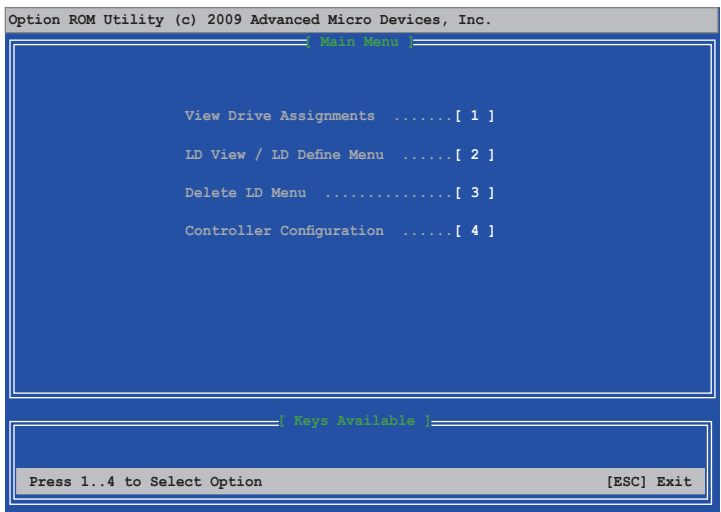 Option ROM Utility (c) 2009 Advanced Micro Devices, Inc.
[ Main Menu ]
View Drive Assignments .......[ 1 ]
LD View / LD Define Menu ......[ 2 ]
Delete LD Menu ...............[ 3 ]
Controller Configuration ......[ 4 ]
[ Keys Available ]
Press 1..4 to Select Option [ESC] Exit